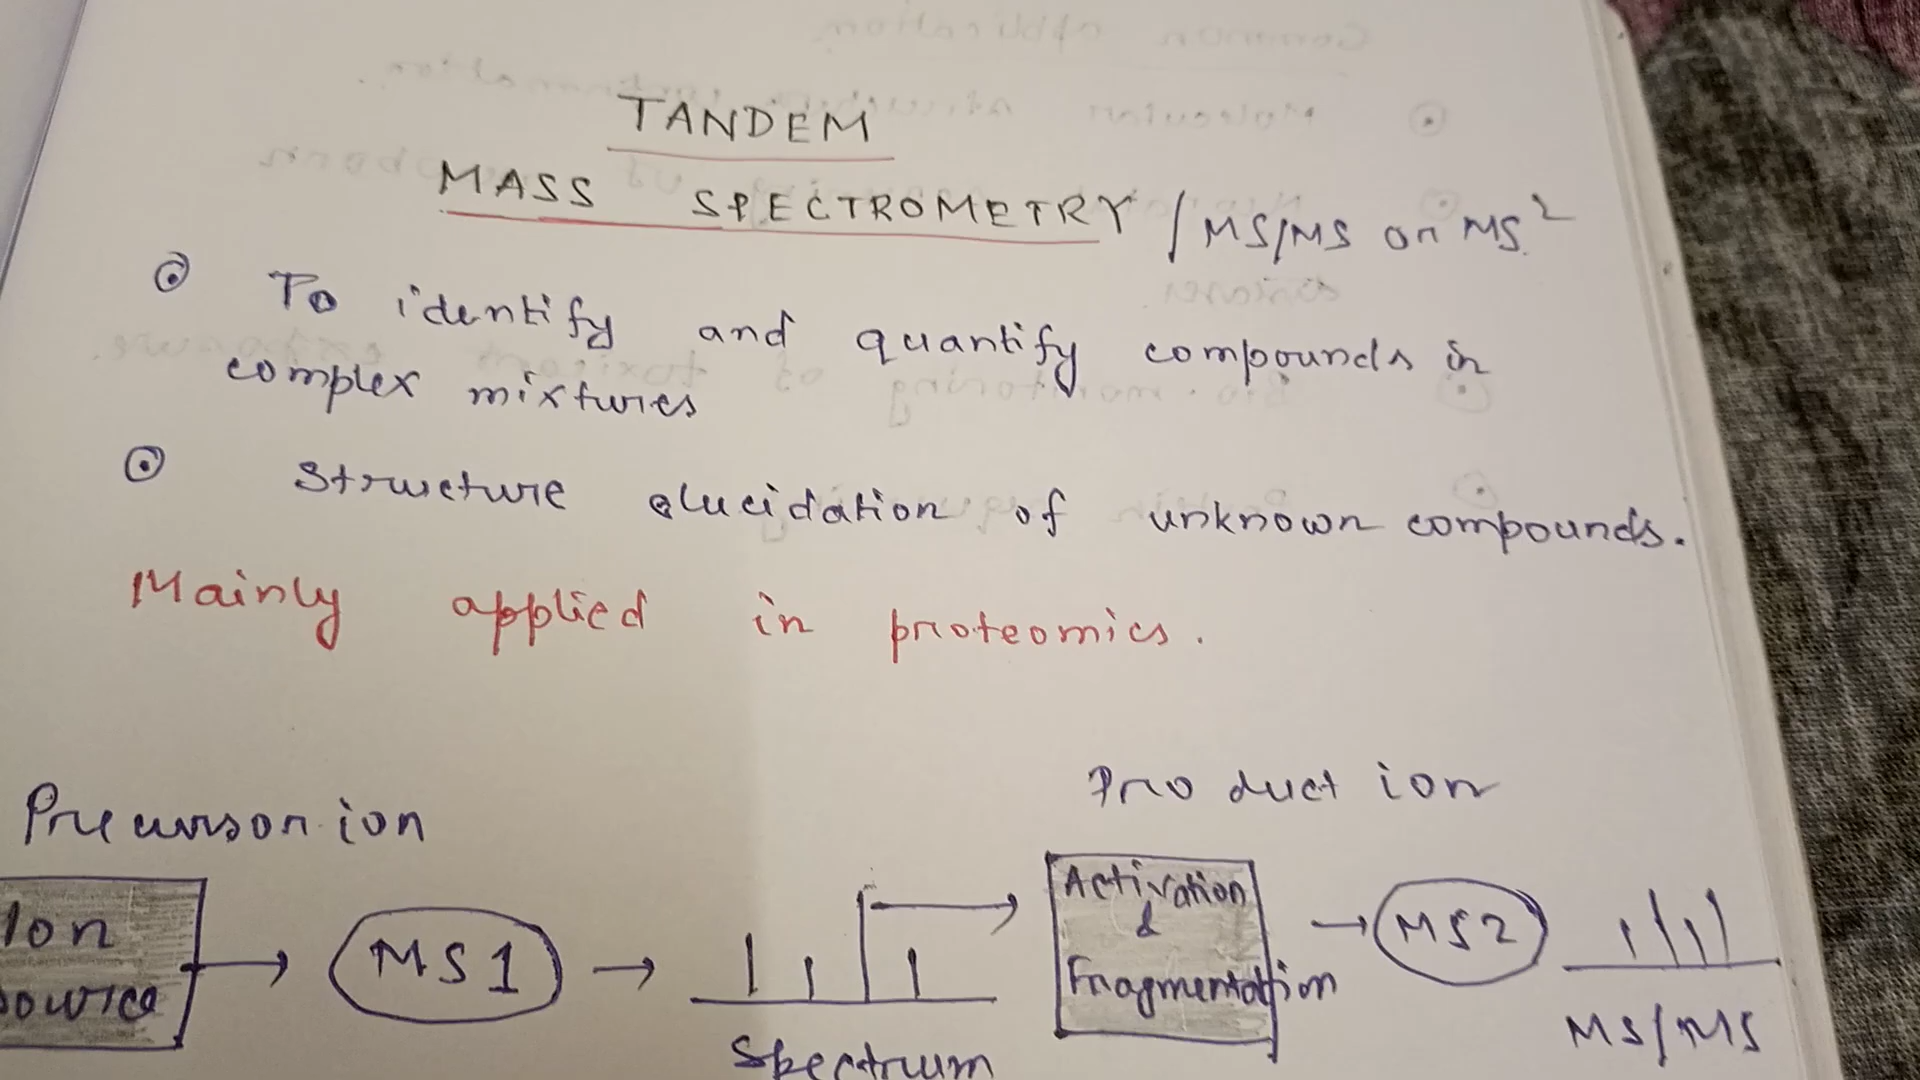 TANDEM
MASS SPECTROMETRY / MS/MS or MS²
To identify and quantify compounds in
complex mixtures
Structure elucidation of unknown compounds.
Mainly applied in proteomics.
Precursor ion
Product ion
Ion
source
MS1
Spectrum
Activation
&
Fragmentation
MS2
MS/MS